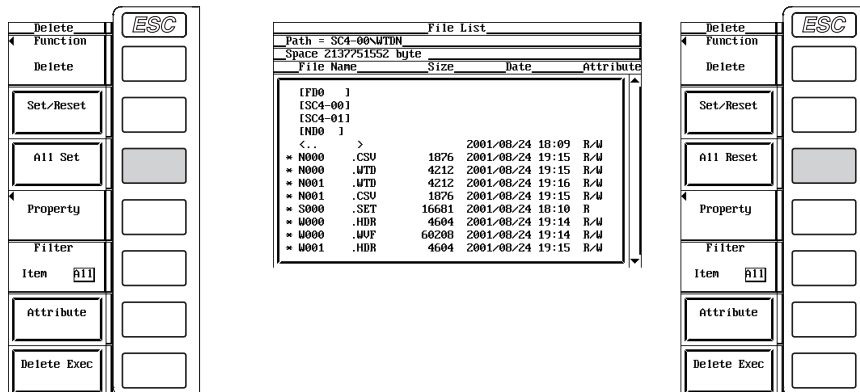 Delete
ESC
Function
Delete
Set/Reset
All Set
Property
Filter
Item All
Attribute
Delete Exec
File List
Path = SC4-00\WTDN
Space 2137751552 byte
File Name Size Date Attribute
[FD0 ]
[SC4-00]
[SC4-01]
[ND0 ]
<.. > 2001/08/24 18:09 R/W
* N000 .CSV 1876 2001/08/24 19:15 R/W
* N000 .WTD 4212 2001/08/24 19:15 R/W
* N001 .WTD 4212 2001/08/24 19:16 R/W
* N001 .CSV 1876 2001/08/24 19:15 R/W
* S000 .SET 16681 2001/08/24 18:10 R
* W000 .HDR 4604 2001/08/24 19:14 R/W
* W000 .WVF 60208 2001/08/24 19:14 R/W
* W001 .HDR 4604 2001/08/24 19:15 R/W
Delete
ESC
Function
Delete
Set/Reset
All Reset
Property
Filter
Item All
Attribute
Delete Exec